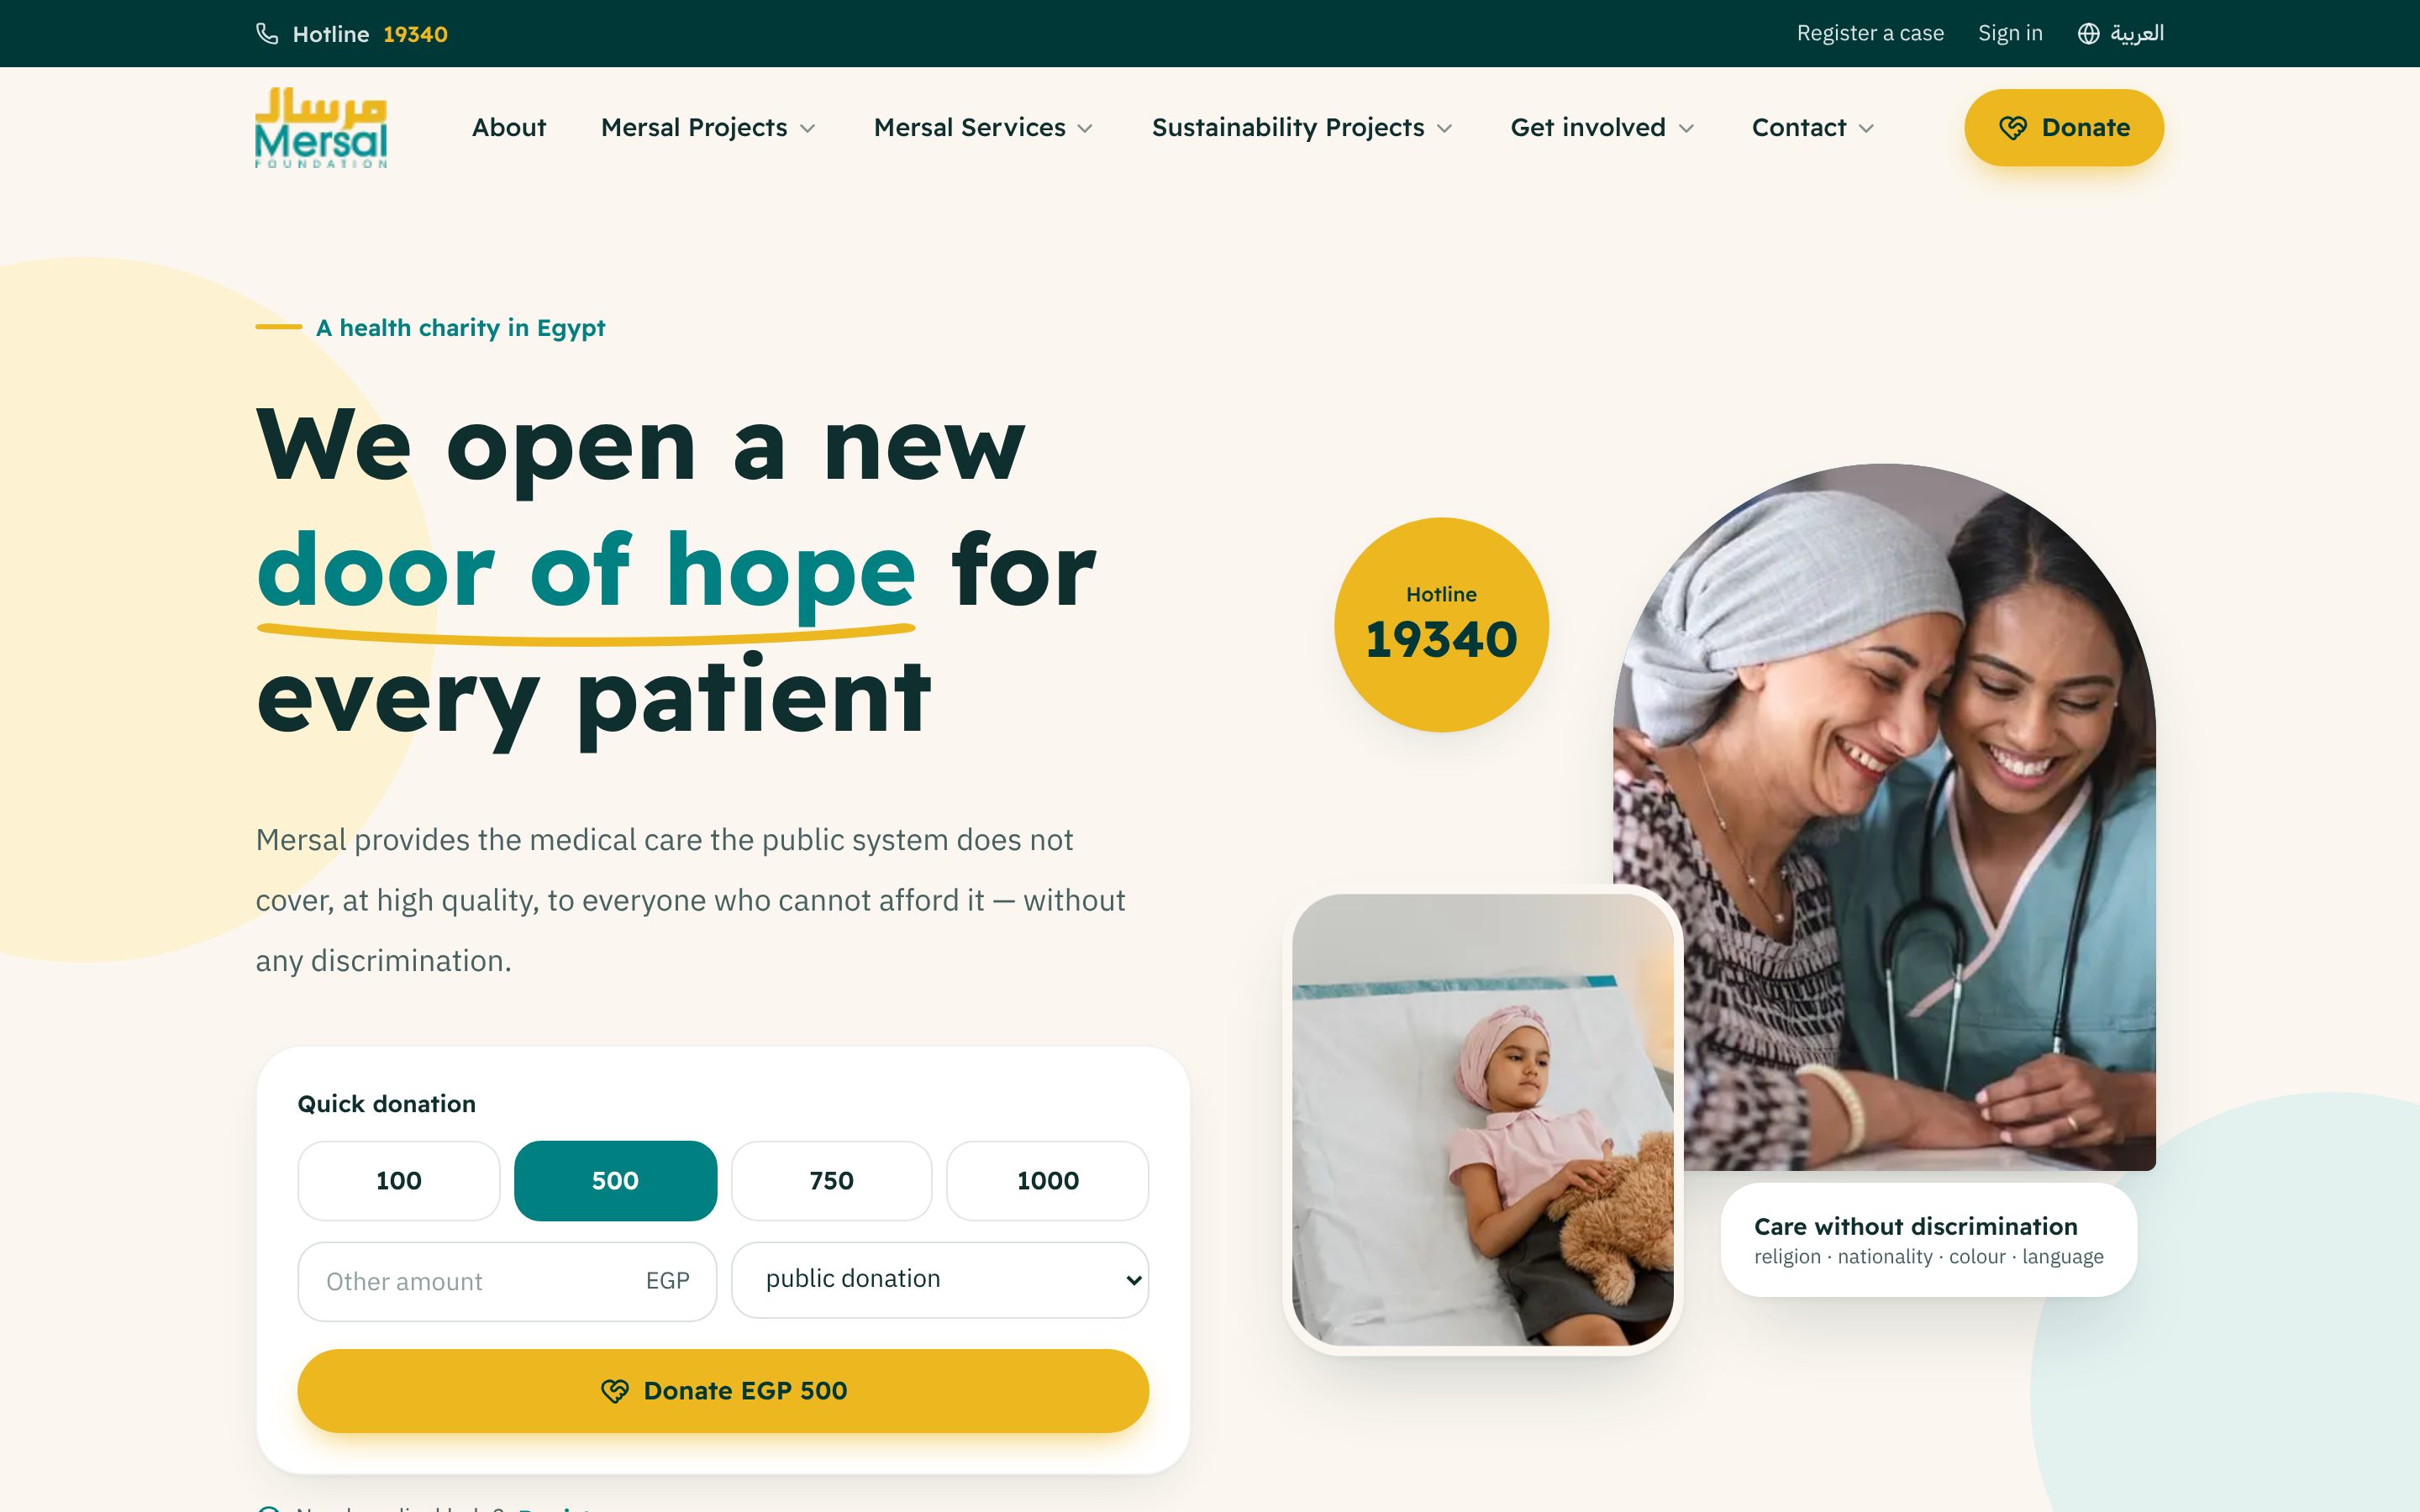 Hotline 19340
Register a case
Sign in
العربية
مرسال
Mersal
FOUNDATION
About
Mersal Projects
Mersal Services
Sustainability Projects
Get involved
Contact
Donate
A health charity in Egypt
We open a new
door of hope for
every patient
Mersal provides the medical care the public system does not
cover, at high quality, to everyone who cannot afford it — without
any discrimination.
Hotline
19340
Quick donation
100
500
750
1000
Other amount
EGP
public donation
Donate EGP 500
Care without discrimination
religion · nationality · colour · language